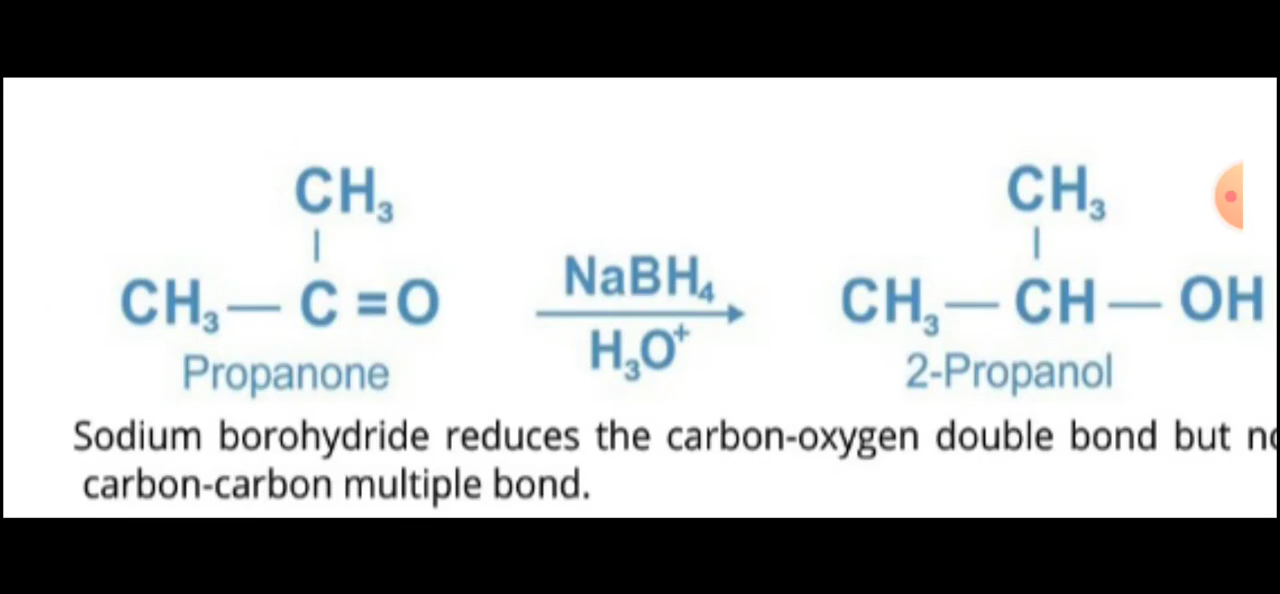 CH₃ CH₃
CH₃ — C = O NaBH₄ CH₃ — CH — OH
H₃O⁺
Propanone 2-Propanol
Sodium borohydride reduces the carbon-oxygen double bond but
carbon-carbon multiple bond.